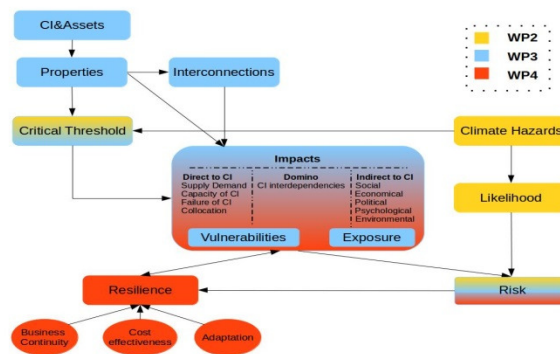 CI&Assets
WP2
WP3
WP4
Properties
Interconnections
Critical Threshold
Climate Hazards
Impacts
Direct to CI
Supply Demand
Capacity of CI
Failure of CI
Collocation
Domino
CI interdependencies
Indirect to CI
Social
Economical
Political
Psychological
Environmental
Likelihood
Vulnerabilities
Exposure
Resilience
Risk
Business
Continuity
Cost
effectiveness
Adaptation